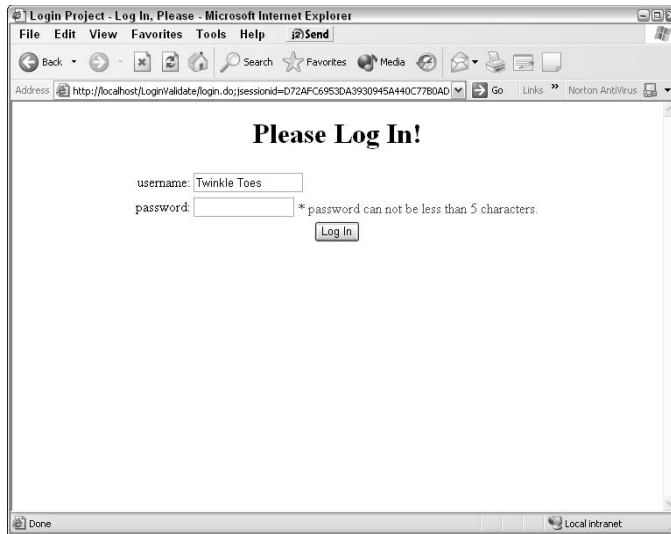 Login Project - Log In, Please - Microsoft Internet Explorer
File Edit View Favorites Tools Help Send
Back Search Favorites Media
Address http://localhost/LoginValidate/login.do;jsessionid=D72AFC6953DA3930945A440C77B0AD Go Links » Norton AntiVirus
Please Log In!
username: Twinkle Toes
password: * password can not be less than 5 characters.
Log In
Done Local intranet